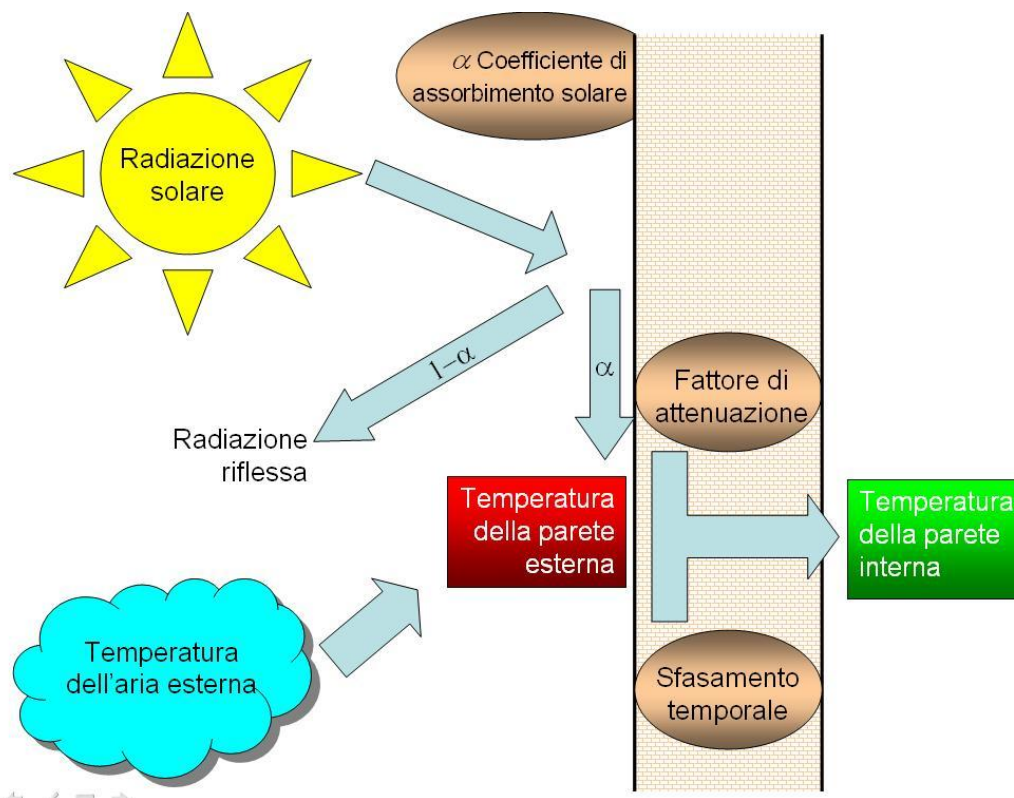 α Coefficiente di
assorbimento solare
Radiazione
solare
1-α
α
Radiazione
riflessa
Fattore di
attenuazione
Temperatura
della parete
esterna
Temperatura
della parete
interna
Temperatura
dell'aria esterna
Sfasamento
temporale